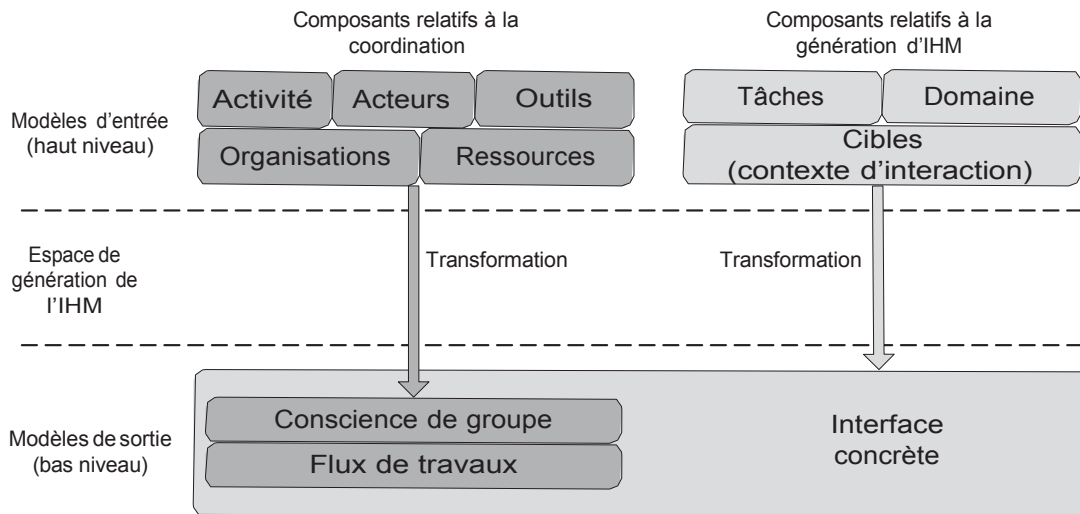 Composants relatifs à la
coordination
Composants relatifs à la
génération d'IHM
Modèles d'entrée
(haut niveau)
Activité
Acteurs
Outils
Organisations
Ressources
Tâches
Domaine
Cibles
(contexte d'interaction)
Espace de
génération de
l'IHM
Transformation
Transformation
Modèles de sortie
(bas niveau)
Conscience de groupe
Flux de travaux
Interface
concrète